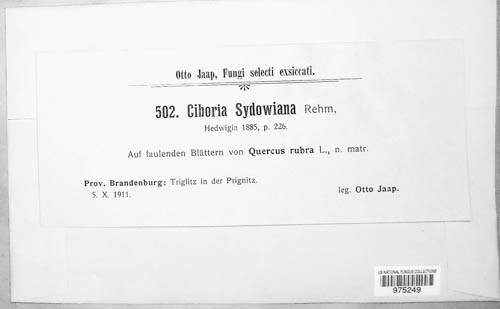 Otto Jaap, Fungi selecti exsiccati.
502. Ciboria Sydowiana Rehm,
Hedwigia 1885, p. 226.
Auf faulenden Blättern von Quercus rubra L., n. matr.
Prov. Brandenburg: Triglitz in der Prignitz.
5. X. 1911.
leg. Otto Jaap.
US NATIONAL FUNGUS COLLECTIONS
975249